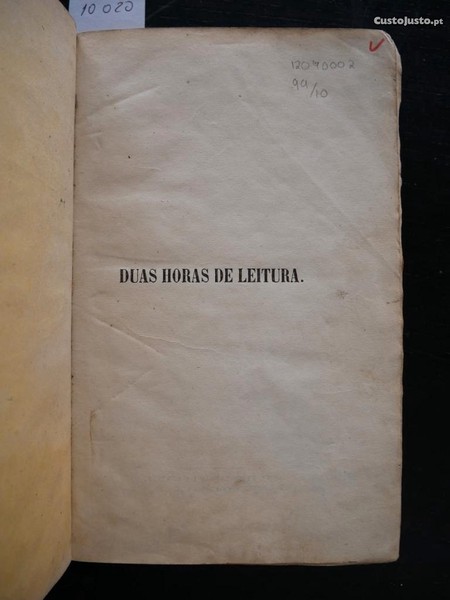 10 020
CustoJusto.pt
12040002
99/10
DUAS HORAS DE LEITURA.